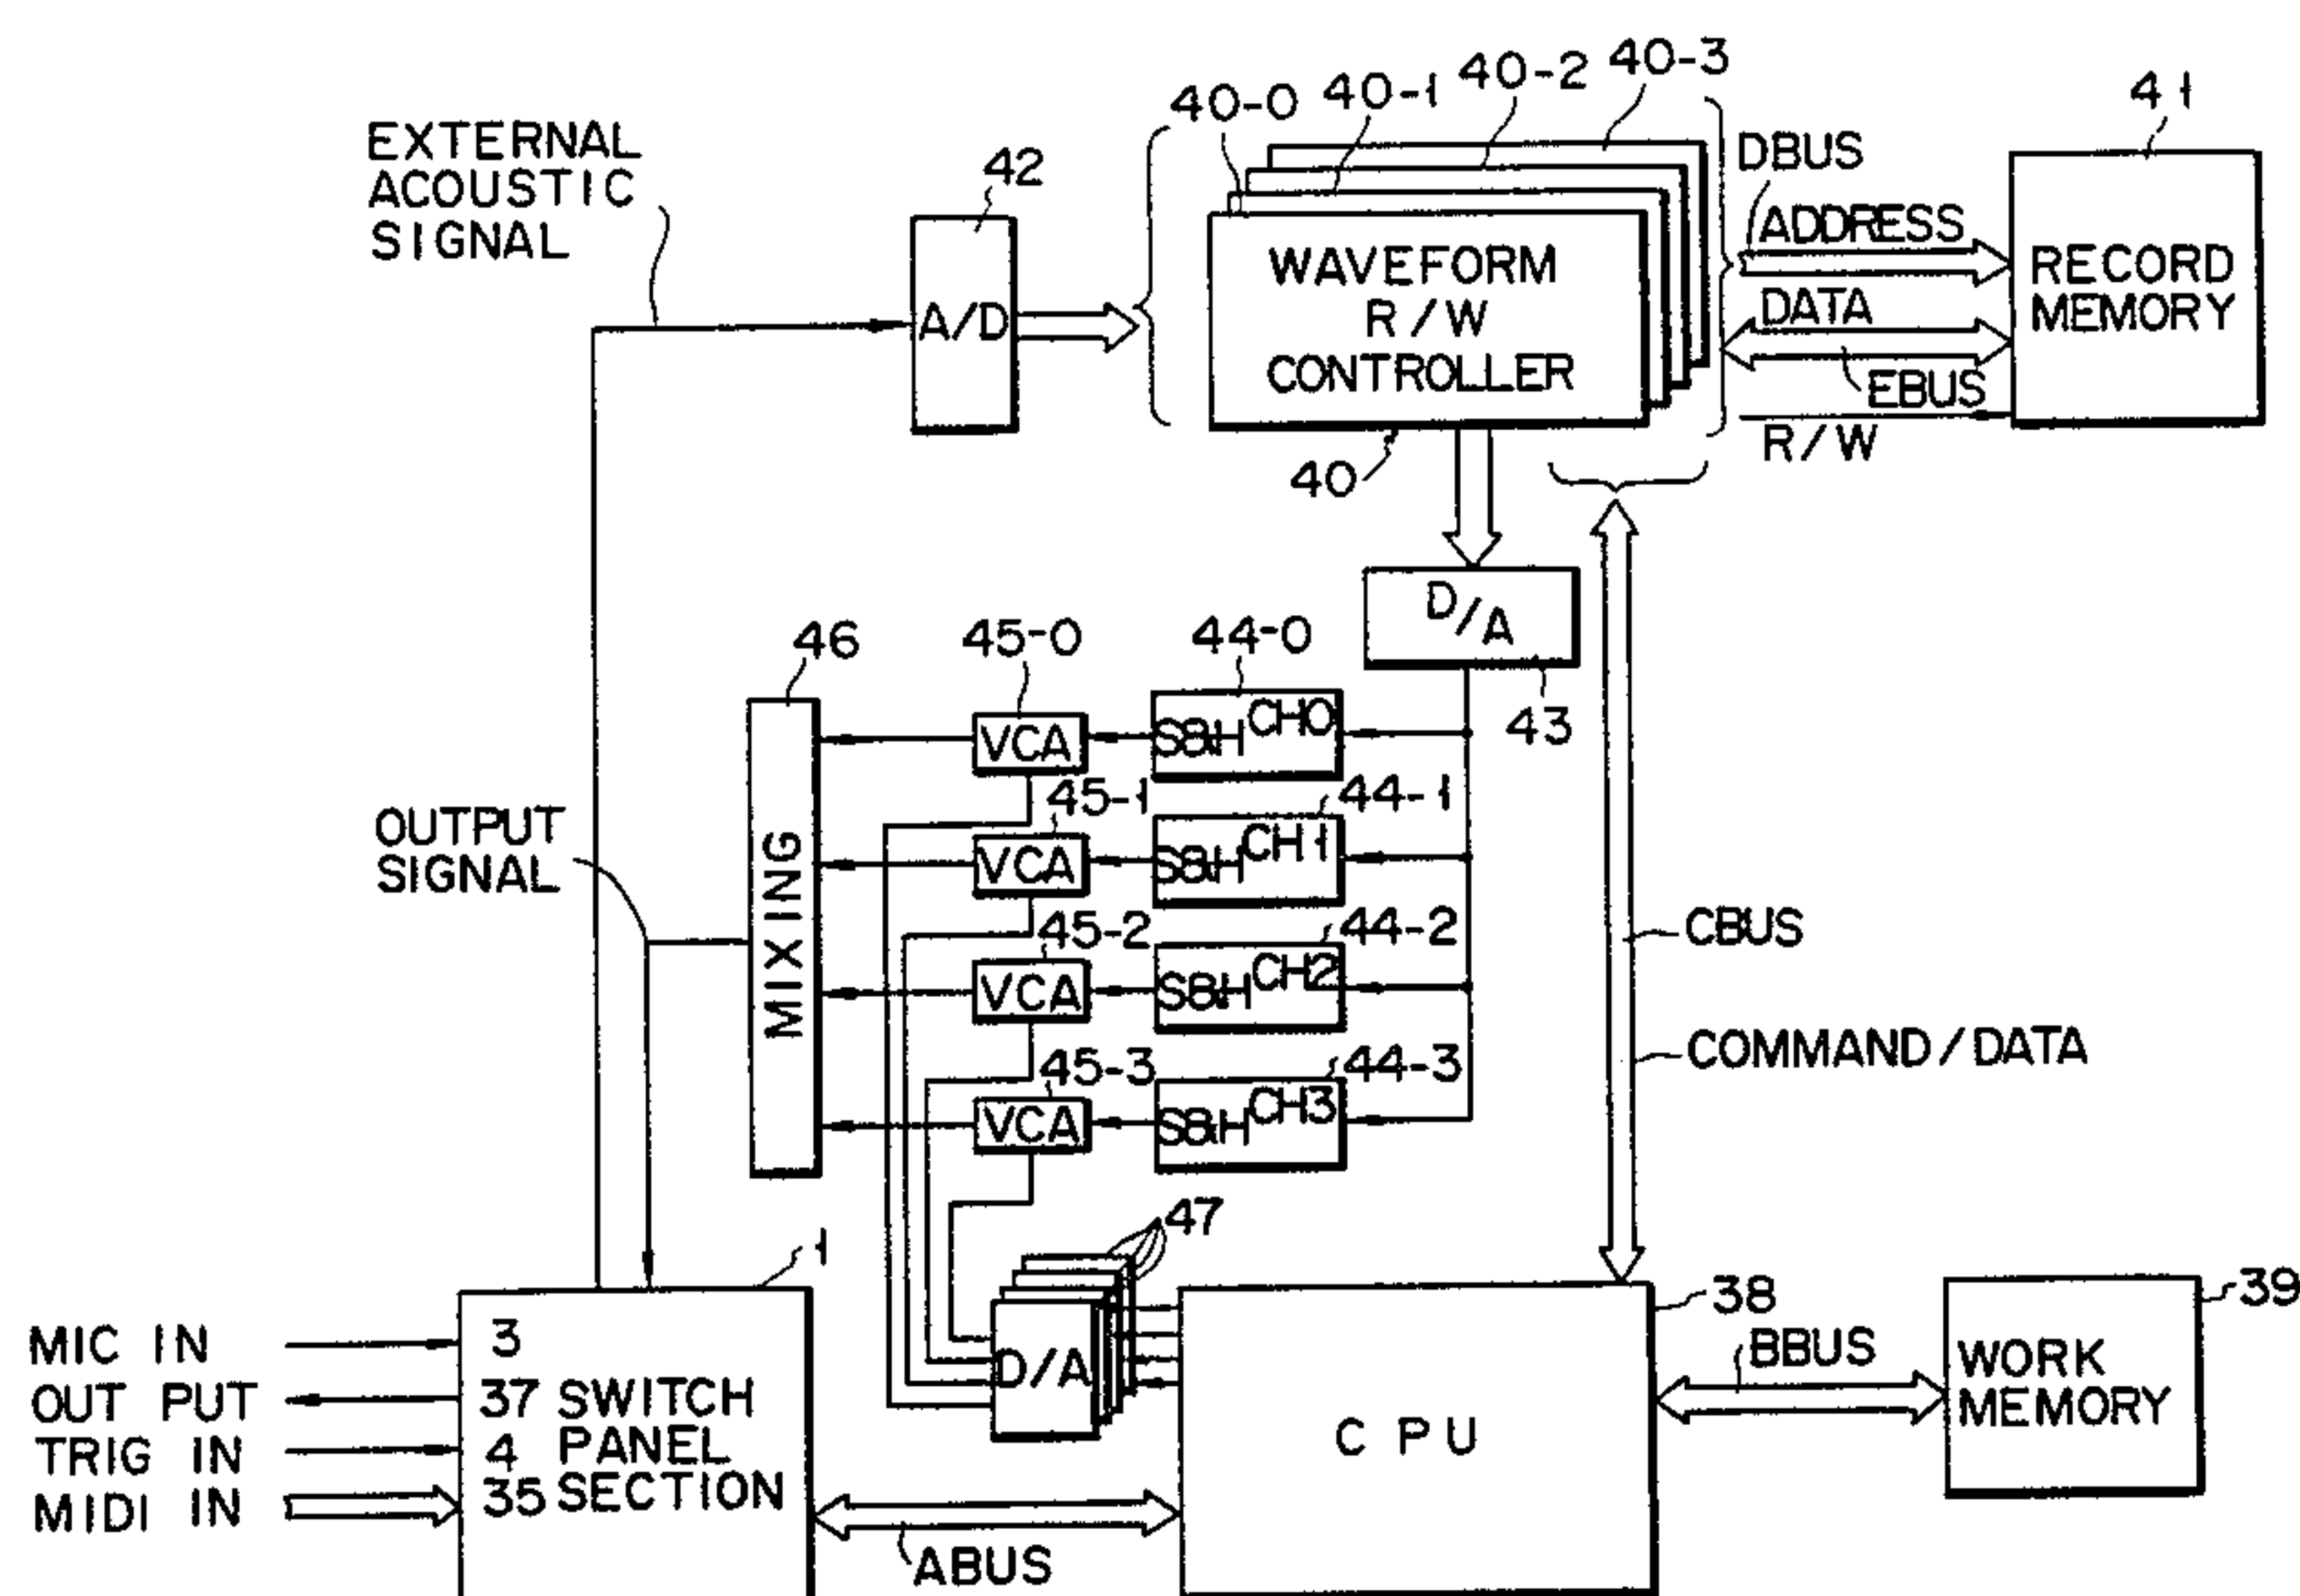 40-0
40-1
40-2
40-3
41
EXTERNAL
ACOUSTIC
SIGNAL
42
A/D
WAVEFORM
R/W
CONTROLLER
40
DBUS
ADDRESS
DATA
EBUS
R/W
RECORD
MEMORY
D/A
43
46
45-0
44-0
VCA
S&H CH0
45-1
44-1
VCA
S&H CH1
45-2
44-2
VCA
S&H CH2
45-3
44-3
VCA
S&H CH3
MIXING
OUTPUT
SIGNAL
CBUS
COMMAND/DATA
1
47
38
39
MIC IN
OUT PUT
TRIG IN
MIDI IN
3
37 SWITCH
4 PANEL
35 SECTION
D/A
CPU
BBUS
WORK
MEMORY
ABUS